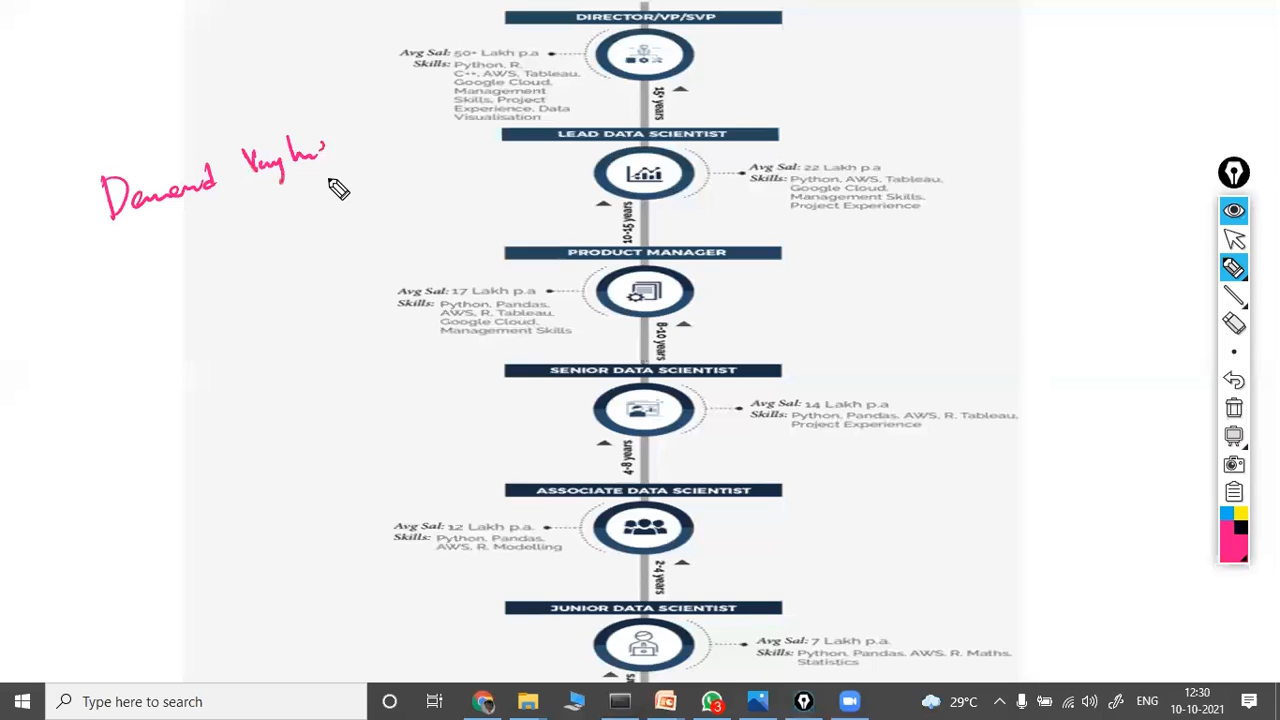 DIRECTOR/VP/SVP
Avg Sal: 50+ Lakh p.a
Skills: Python, R,
C++, AWS, Tableau,
Google Cloud,
Management
Skills, Project
Experience, Data
Visualisation
15+ years
Demand
LEAD DATA SCIENTIST
Avg Sal: 22 Lakh p.a
Skills: Python, AWS, Tableau,
Google Cloud,
Management Skills,
Project Experience
10-15 years
PRODUCT MANAGER
Avg Sal: 17 Lakh p.a
Skills: Python, Pandas,
AWS, R, Tableau,
Google Cloud,
Management Skills
8-10 years
SENIOR DATA SCIENTIST
Avg Sal: 14 Lakh p.a
Skills: Python, Pandas, AWS, R, Tableau,
Project Experience
4-8 years
ASSOCIATE DATA SCIENTIST
Avg Sal: 12 Lakh p.a.
Skills: Python, Pandas,
AWS, R, Modelling
2-4 years
JUNIOR DATA SCIENTIST
Avg Sal: 7 Lakh p.a.
Skills: Python, Pandas, AWS, R, Maths,
Statistics
Type here to search
3
29°C
ENG
12:30
10-10-2021